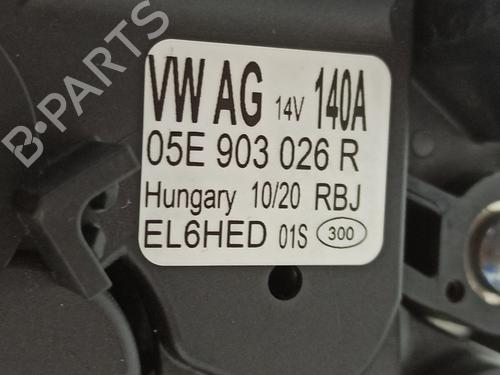 B-PARTS
VW AG 14V 140A
05E 903 026 R
Hungary 10/20 RBJ
EL6HED 01S 300